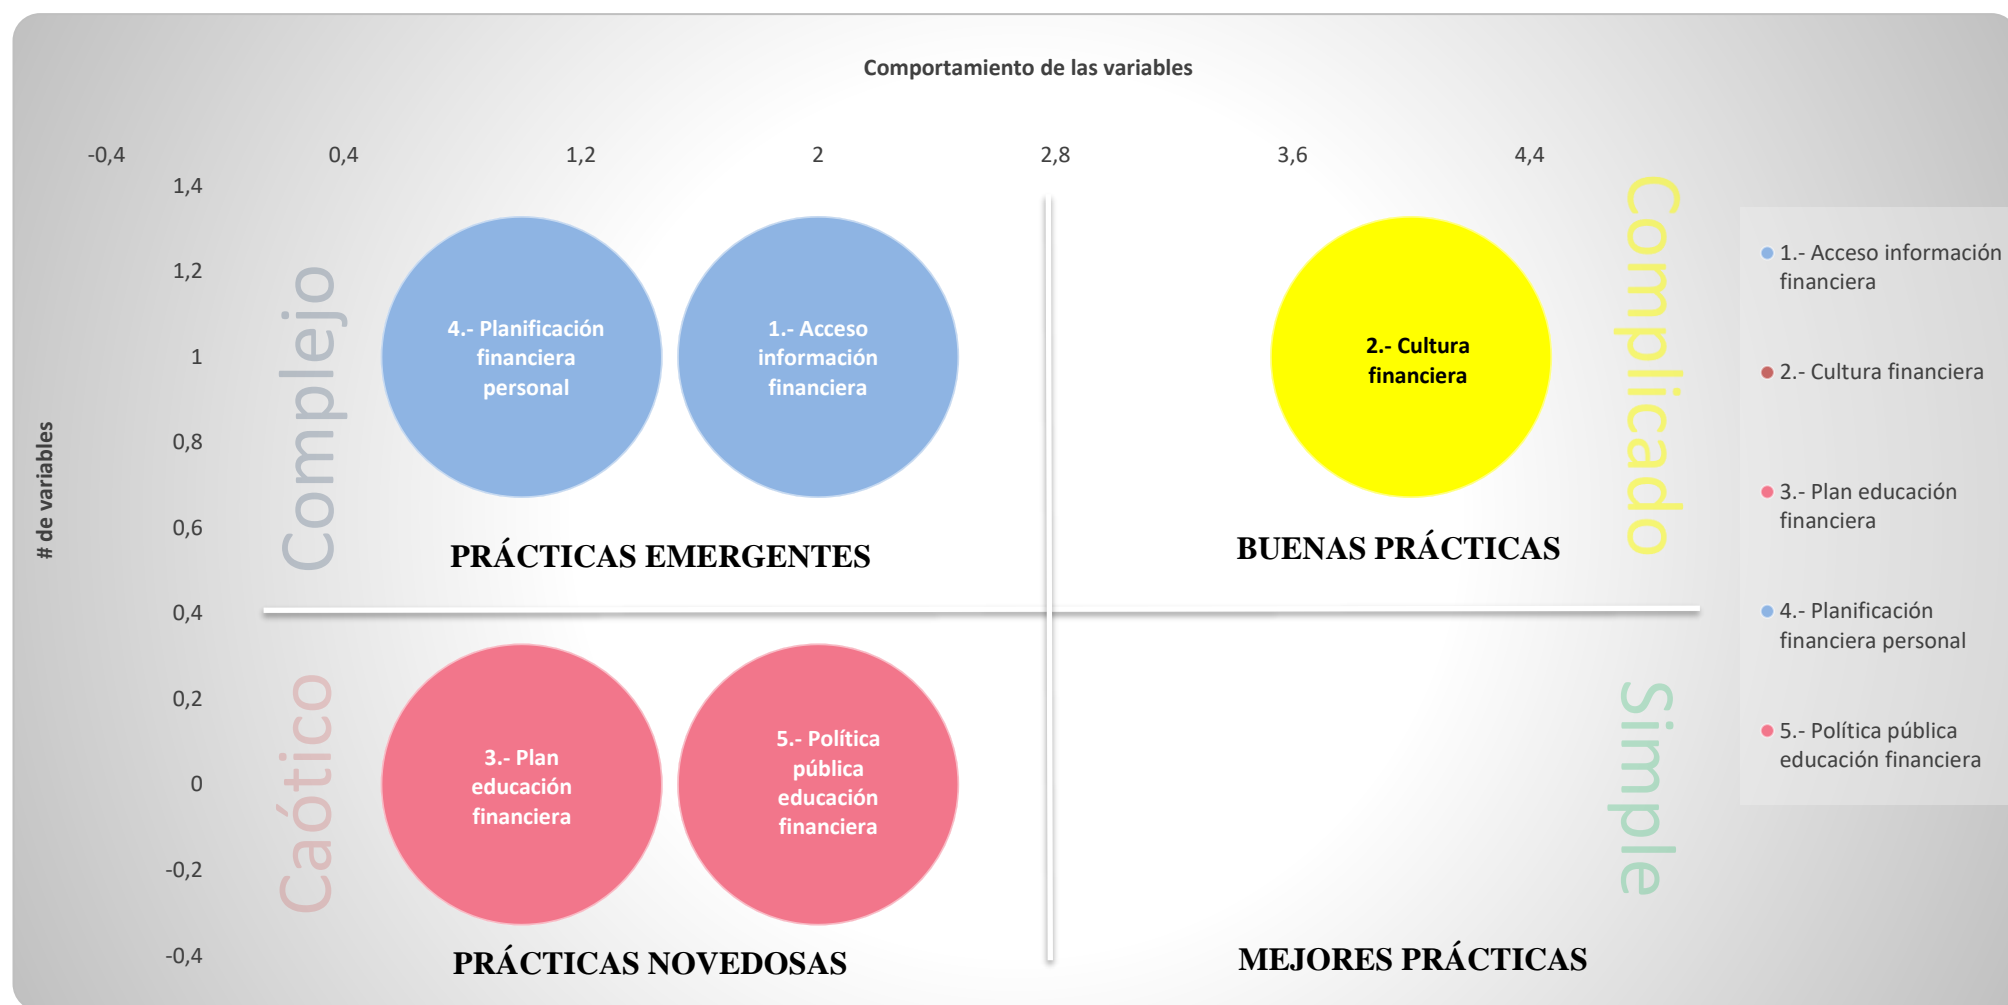 Comportamiento de las variables
-0,4
0,4
1,2
2
2,8
3,6
4,4
# de variables
1,4
1,2
1
0,8
0,6
0,4
0,2
0
-0,2
-0,4
Complejo
4.- Planificación
financiera
personal
1.- Acceso
información
financiera
PRÁCTICAS EMERGENTES
2.- Cultura
financiera
BUENAS PRÁCTICAS
Complicado
Caótico
3.- Plan
educación
financiera
5.- Política
pública
educación
financiera
PRÁCTICAS NOVEDOSAS
MEJORES PRÁCTICAS
Simple
1.- Acceso información
financiera
2.- Cultura financiera
3.- Plan educación
financiera
4.- Planificación
financiera personal
5.- Política pública
educación financiera